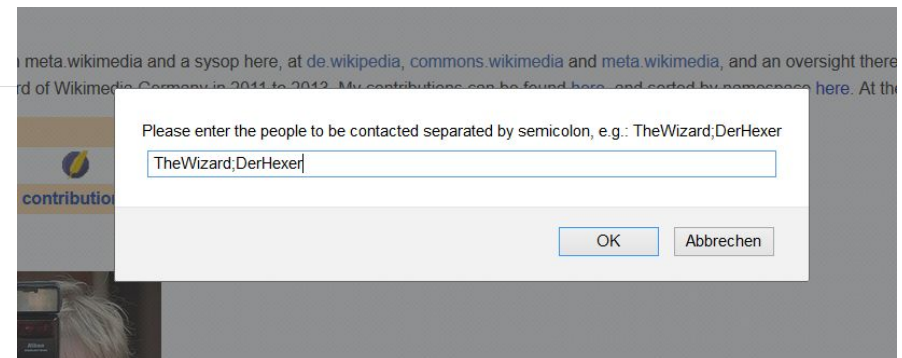 meta.wikimedia and a sysop here, at de.wikipedia, commons.wikimedia and meta.wikimedia, and an oversight there
rd of Wikimedia Germany in 2011 to 2013. My contributions can be found here, and sorted by namespace here. At the
Please enter the people to be contacted separated by semicolon, e.g.: TheWizard;DerHexer
TheWizard;DerHexer
contribution
OK Abbrechen
Nikon